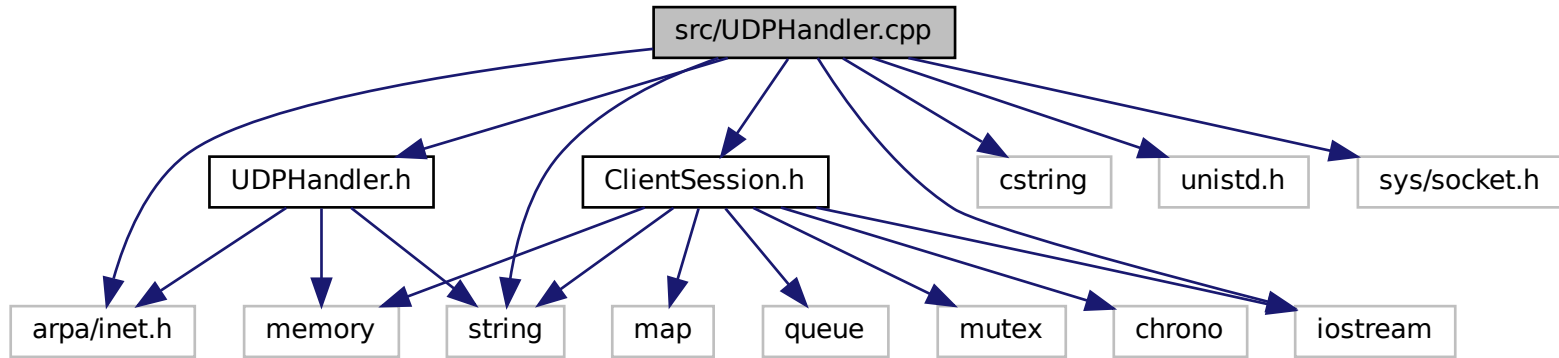 src/UDPHandler.cpp
UDPHandler.h
ClientSession.h
cstring
unistd.h
sys/socket.h
arpa/inet.h
memory
string
map
queue
mutex
chrono
iostream